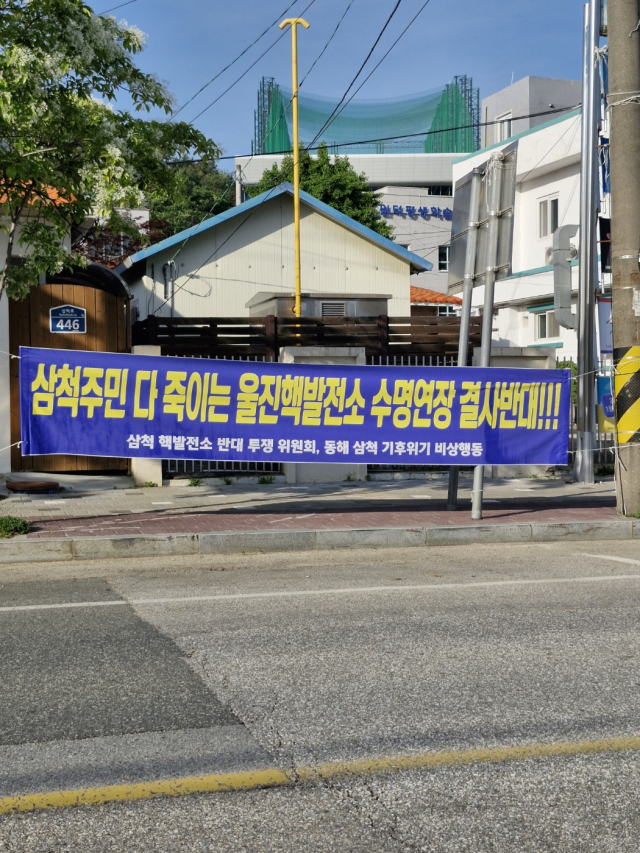 446
삼척주민 다 죽이는 울진핵발전소 수명연장 결사반대!!!
삼척 핵발전소 반대 투쟁 위원회, 동해 삼척 기후위기 비상행동